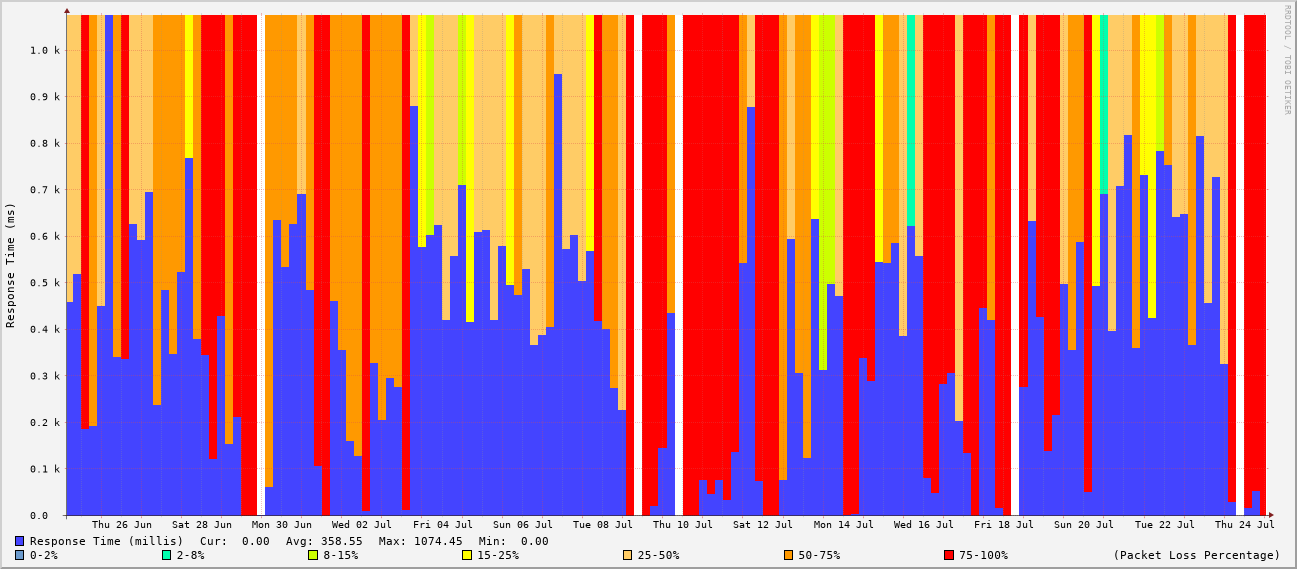 RRDTOOL / TOBI OETIKER
Response Time (ms)
1.0 k
0.9 k
0.8 k
0.7 k
0.6 k
0.5 k
0.4 k
0.3 k
0.2 k
0.1 k
0.0
Thu 26 Jun Sat 28 Jun Mon 30 Jun Wed 02 Jul Fri 04 Jul Sun 06 Jul Tue 08 Jul Thu 10 Jul Sat 12 Jul Mon 14 Jul Wed 16 Jul Fri 18 Jul Sun 20 Jul Tue 22 Jul Thu 24 Jul
Response Time (millis) Cur: 0.00 Avg: 358.55 Max: 1074.45 Min: 0.00
0-2% 2-8% 8-15% 15-25% 25-50% 50-75% 75-100% (Packet Loss Percentage)